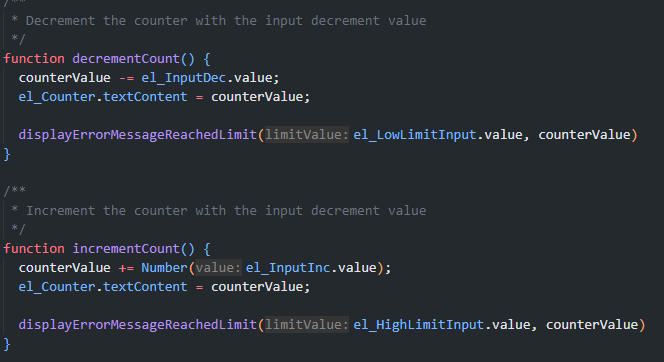 /**
 * Decrement the counter with the input decrement value
 */
function decrementCount() {
  counterValue -= el_InputDec.value;
  el_Counter.textContent = counterValue;

  displayErrorMessageReachedLimit(limitValue: el_LowLimitInput.value, counterValue)
}

/**
 * Increment the counter with the input decrement value
 */
function incrementCount() {
  counterValue += Number(value: el_InputInc.value);
  el_Counter.textContent = counterValue;

  displayErrorMessageReachedLimit(limitValue: el_HighLimitInput.value, counterValue)
}